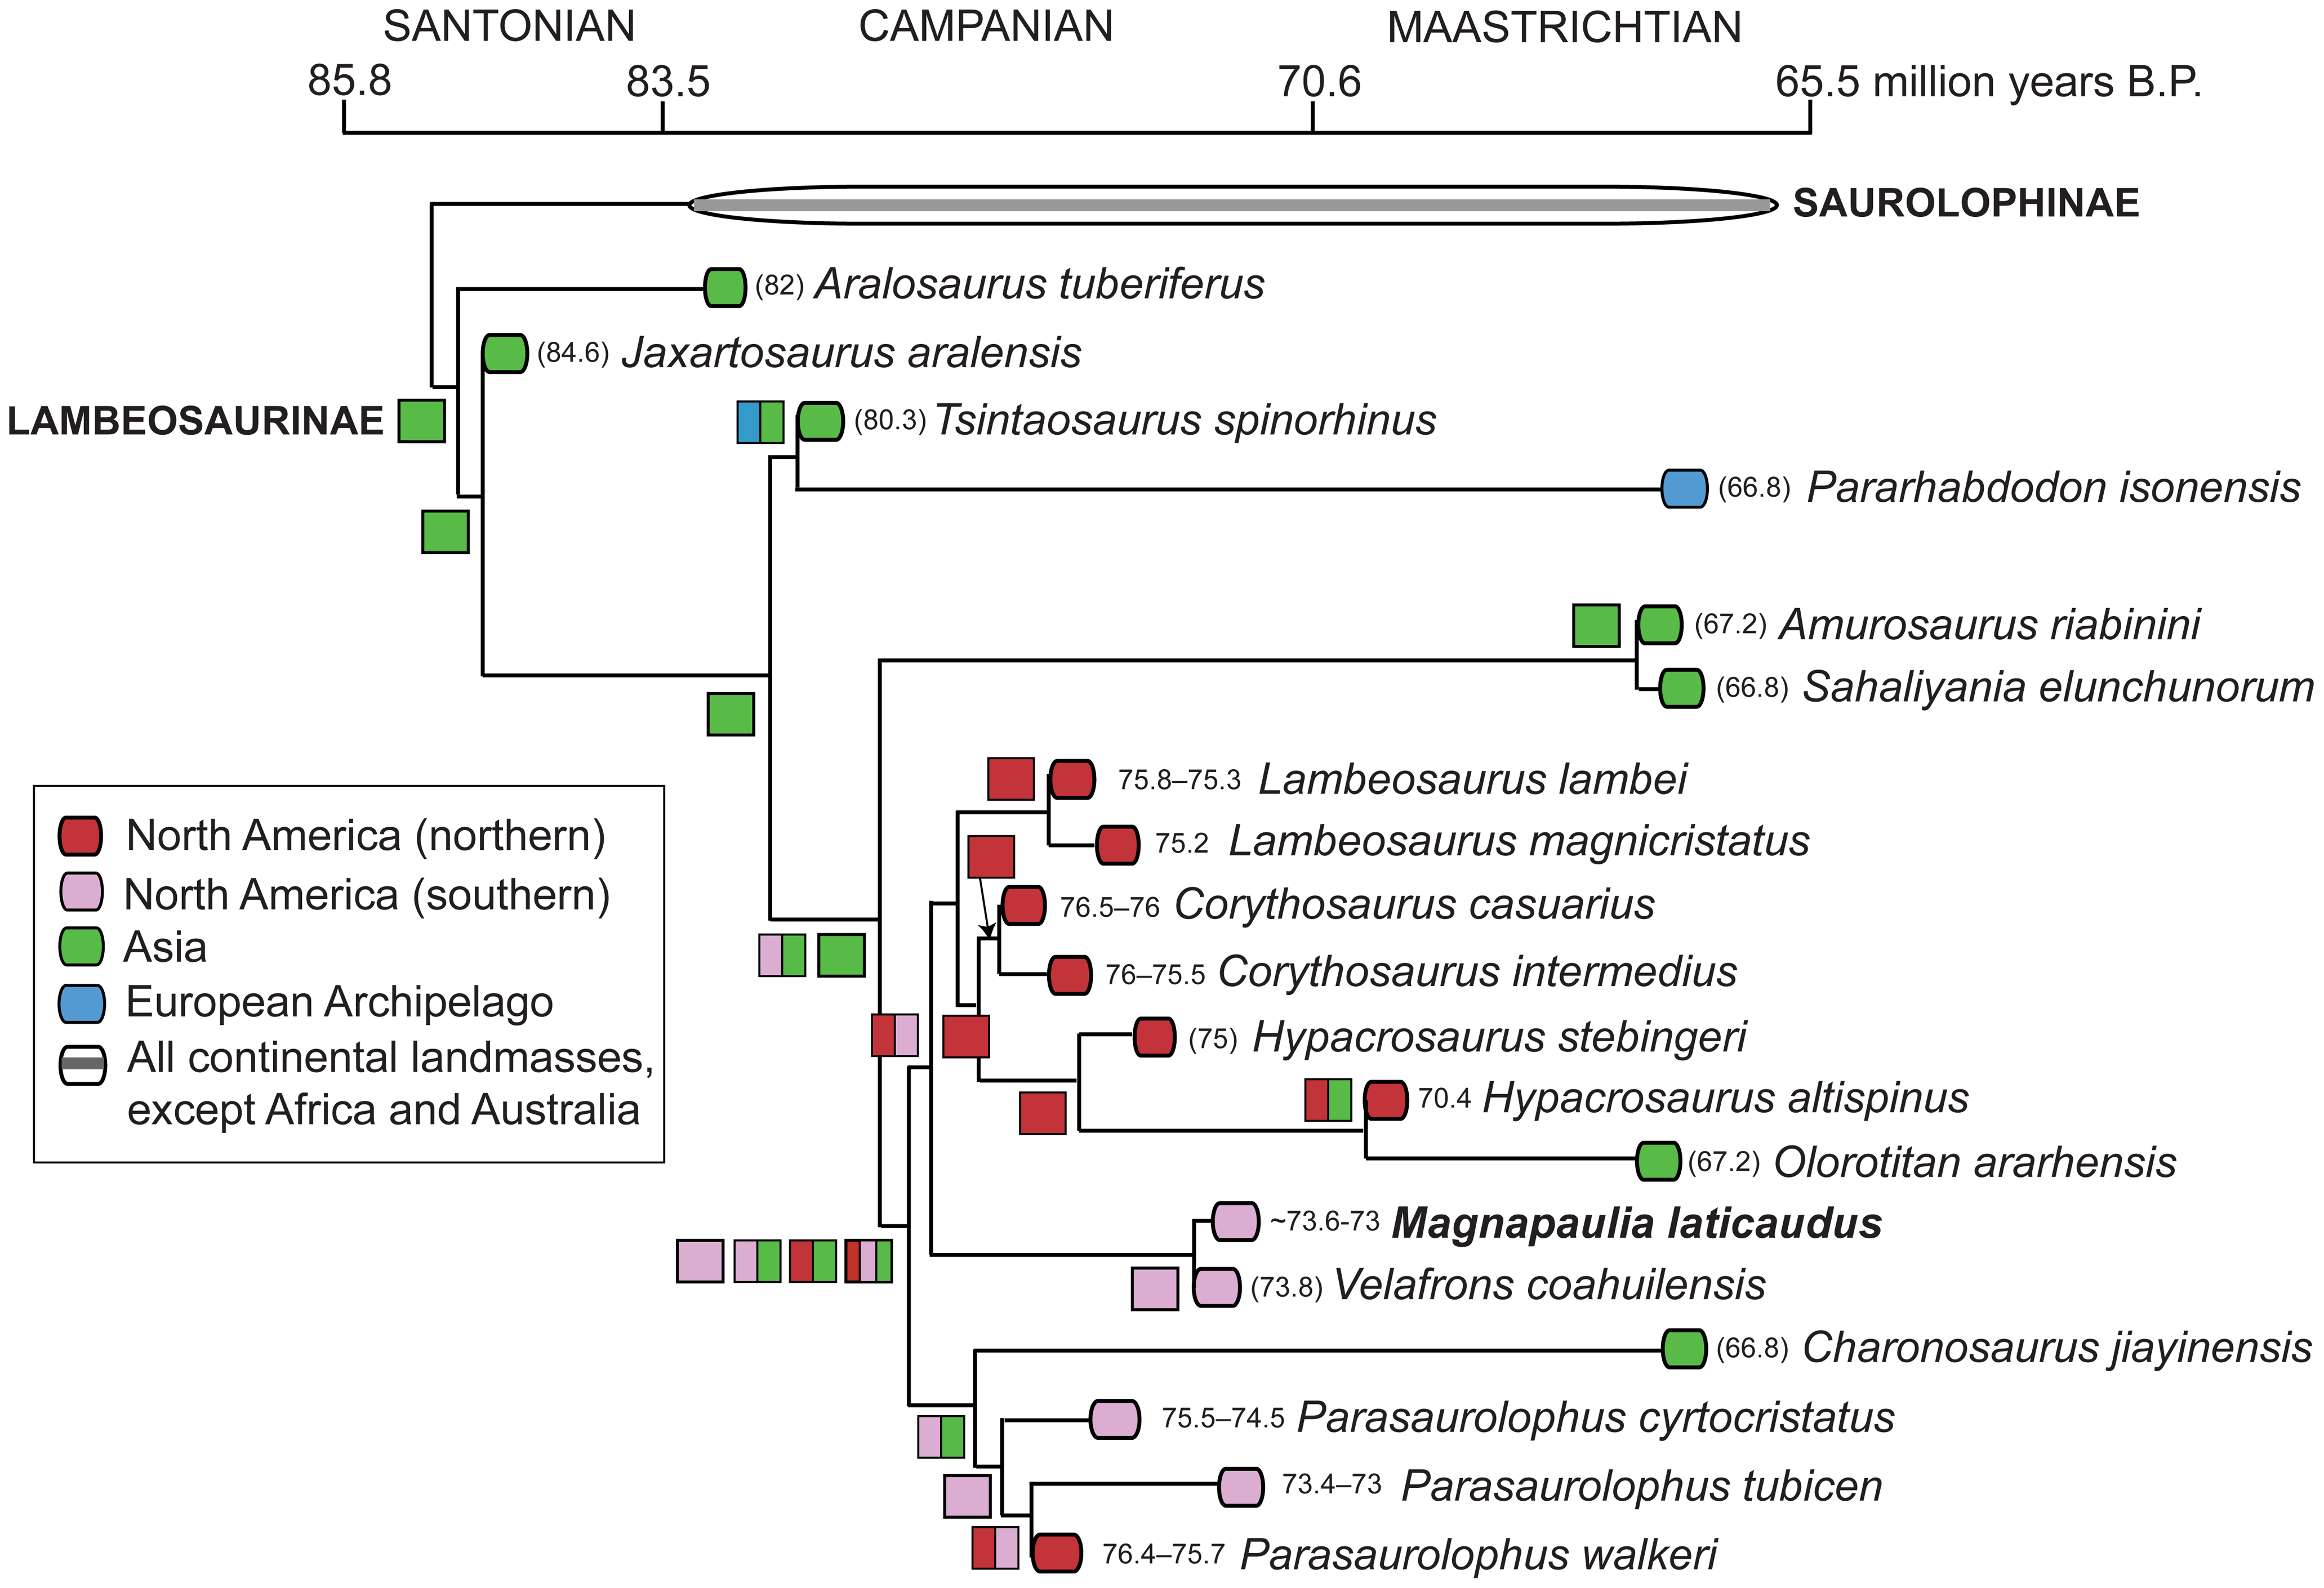 SANTONIAN CAMPANIAN MAASTRICHTIAN
85.8 83.5 70.6 65.5 million years B.P.
SAUROLOPHINAE
(82) Aralosaurus tuberiferus
(84.6) Jaxartosaurus aralensis
LAMBEOSAURINAE
(80.3) Tsintaosaurus spinorhinus
(66.8) Pararhabdodon isonensis
(67.2) Amurosaurus riabinini
(66.8) Sahaliyania elunchunorum
75.8–75.3 Lambeosaurus lambei
75.2 Lambeosaurus magnicristatus
76.5–76 Corythosaurus casuarius
76–75.5 Corythosaurus intermedius
(75) Hypacrosaurus stebingeri
70.4 Hypacrosaurus altispinus
(67.2) Olorotitan ararhensis
~73.6-73 Magnapaulia laticaudus
(73.8) Velafrons coahuilensis
(66.8) Charonosaurus jiayinensis
75.5–74.5 Parasaurolophus cyrtocristatus
73.4–73 Parasaurolophus tubicen
76.4–75.7 Parasaurolophus walkeri
North America (northern)
North America (southern)
Asia
European Archipelago
All continental landmasses,
except Africa and Australia